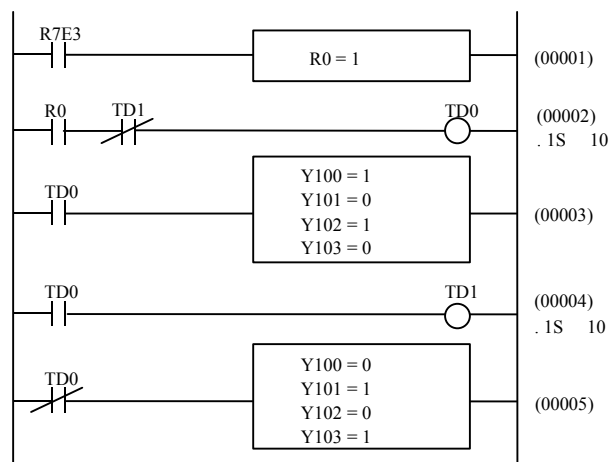 R7E3
R0 = 1
(00001)
R0 TD1 TD0
(00002)
. 1S 10
TD0
Y100 = 1
Y101 = 0
Y102 = 1
Y103 = 0
(00003)
TD0 TD1
(00004)
. 1S 10
TD0
Y100 = 0
Y101 = 1
Y102 = 0
Y103 = 1
(00005)